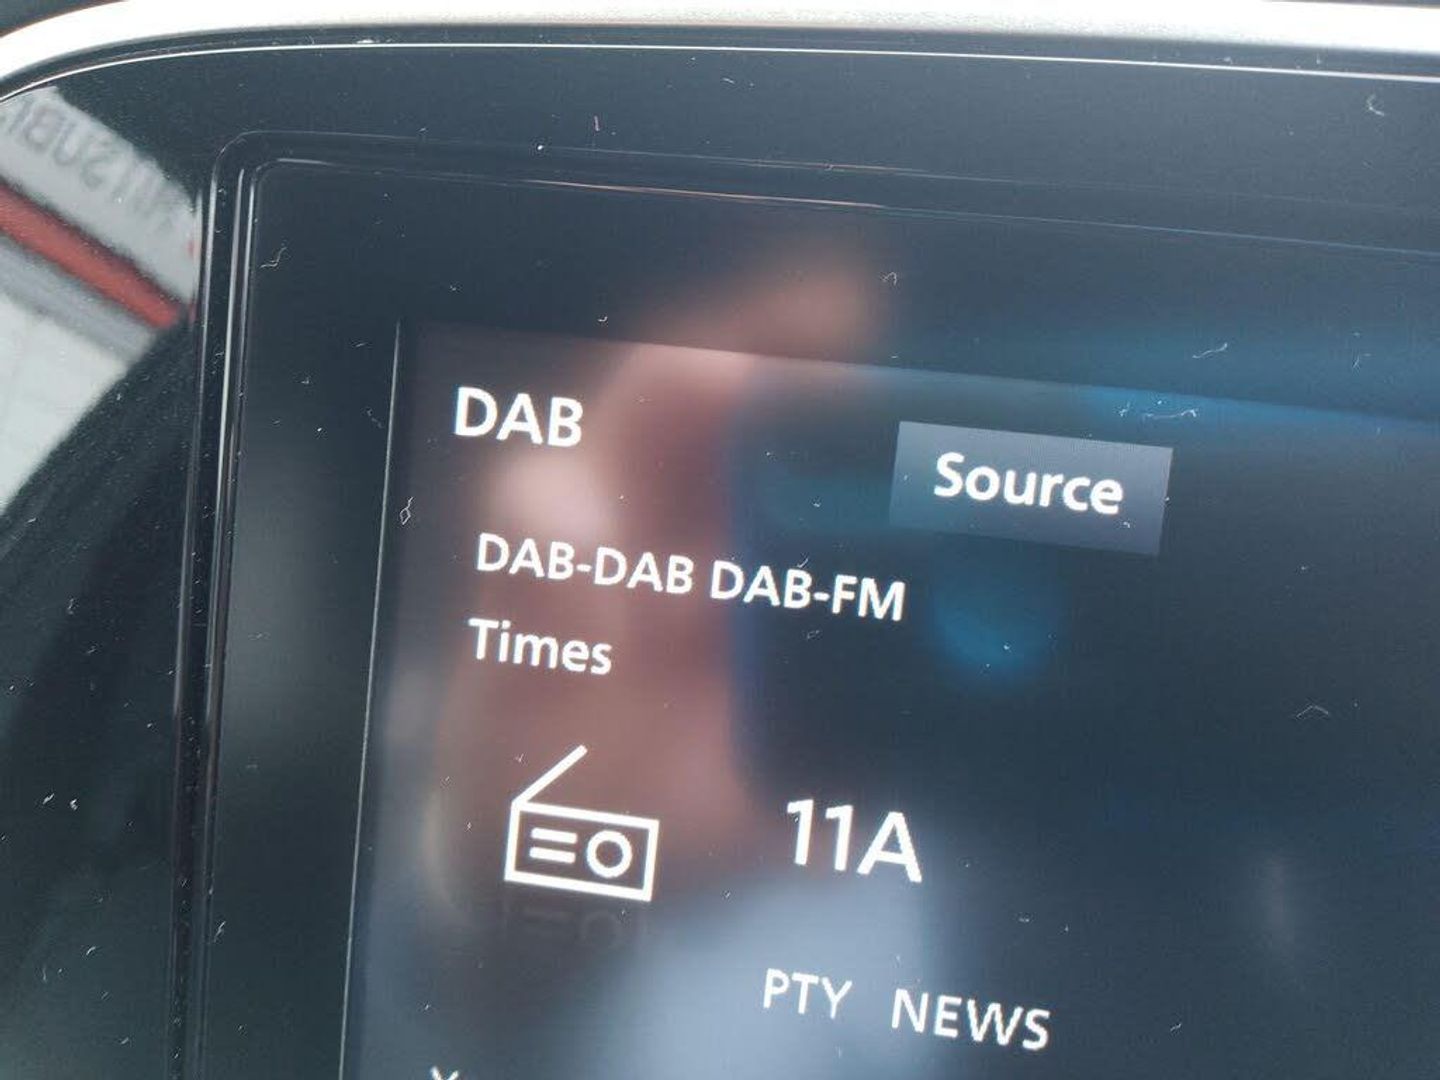 DAB
Source
DAB-DAB DAB-FM
Times
11A
PTY NEWS